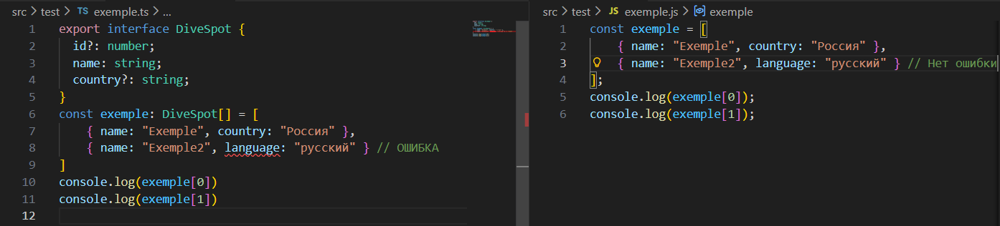 src > test > TS exemple.ts > ...
1 export interface DiveSpot {
2 id?: number;
3 name: string;
4 country?: string;
5 }
6 const exemple: DiveSpot[] = [
7 { name: "Exemple", country: "Россия" },
8 { name: "Exemple2", language: "русский" } // ОШИБКА
9 ]
10 console.log(exemple[0])
11 console.log(exemple[1])
12
src > test > JS exemple.js > exemple
1 const exemple = [
2 { name: "Exemple", country: "Россия" },
3 { name: "Exemple2", language: "русский" } // Нет ошибки
4 ];
5 console.log(exemple[0]);
6 console.log(exemple[1]);